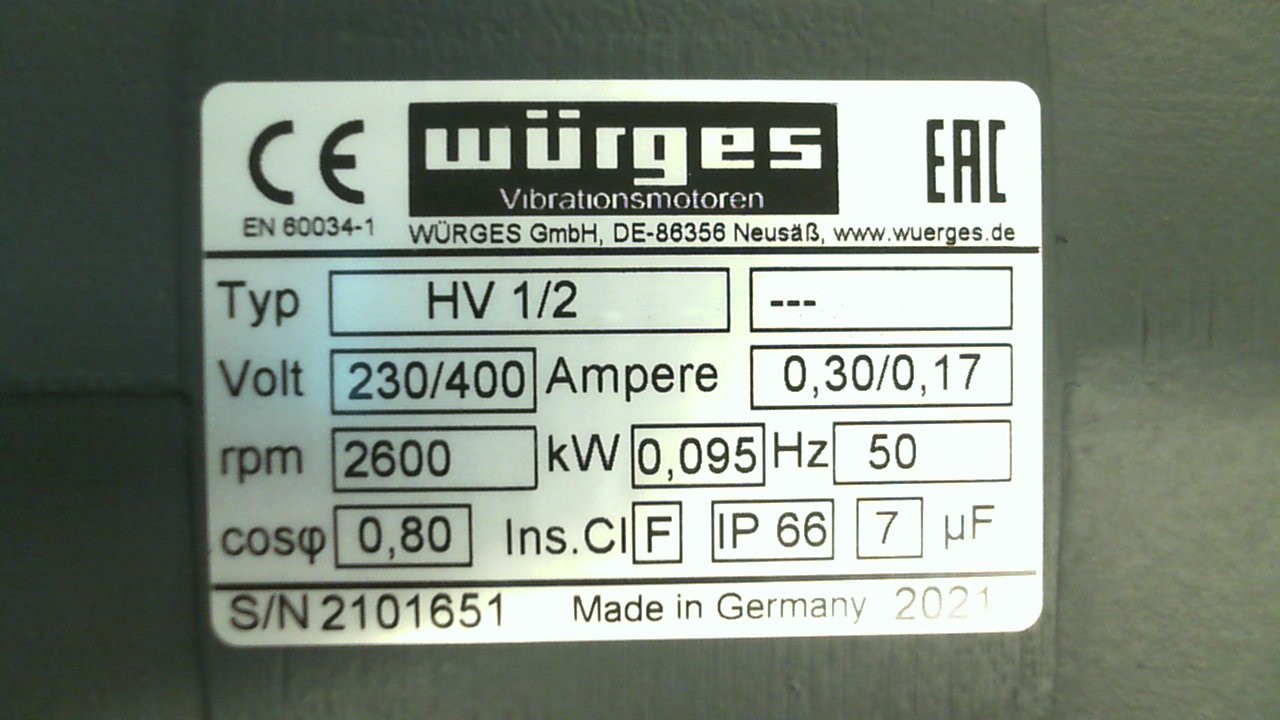 CE würges EAC
Vibrationsmotoren
EN 60034-1 WÜRGES GmbH, DE-86356 Neusäß, www.wuerges.de
Typ HV 1/2 ---
Volt 230/400 Ampere 0,30/0,17
rpm 2600 kW 0,095 Hz 50
cosφ 0,80 Ins.Cl F IP 66 7 µF
S/N 2101651 Made in Germany 2021